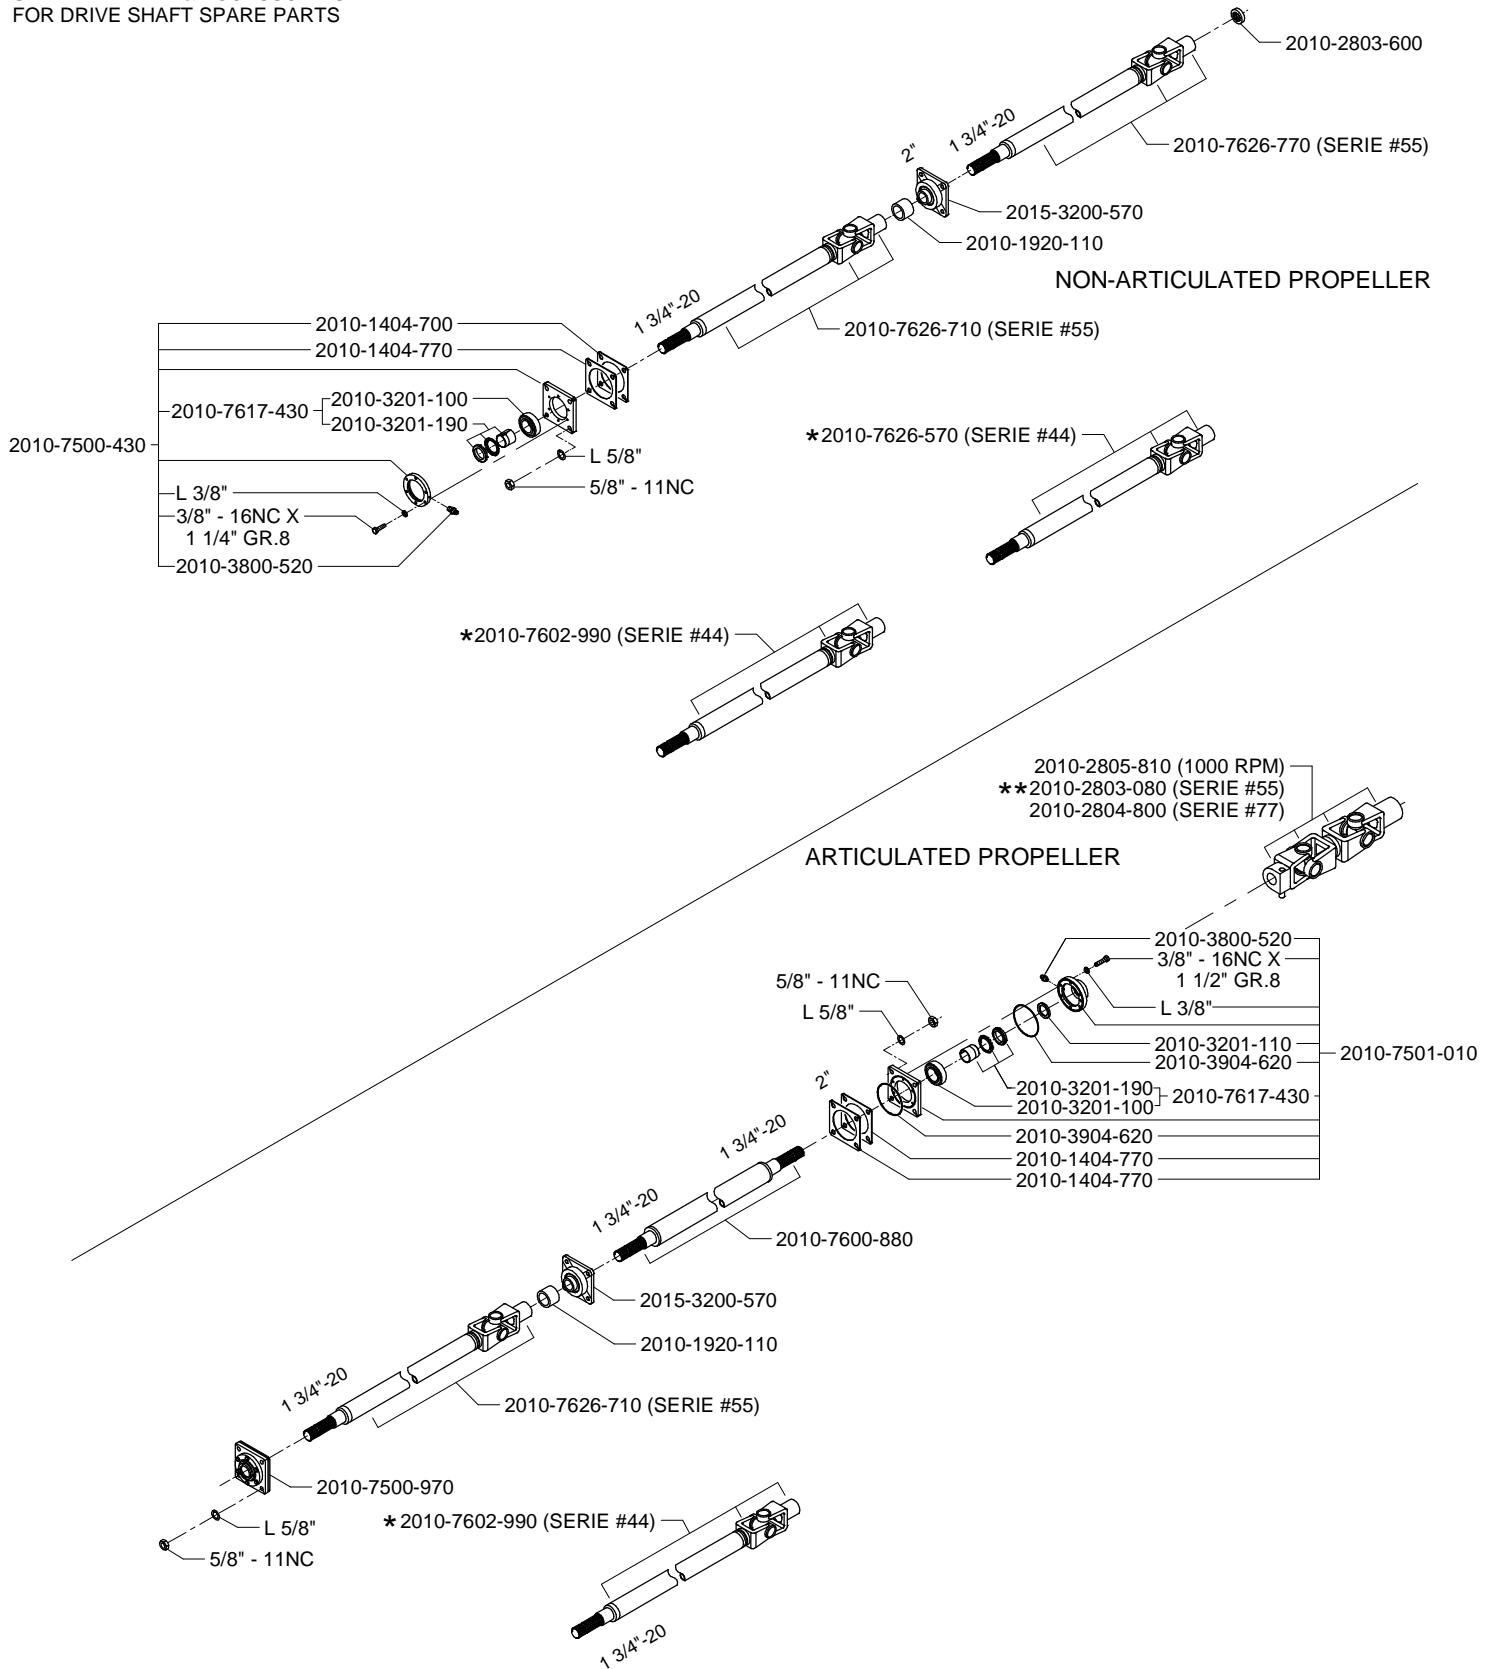 FOR DRIVE SHAFT SPARE PARTS
2010-2803-600
1 3/4"-20
2010-7626-770 (SERIE #55)
2"
2015-3200-570
2010-1920-110
NON-ARTICULATED PROPELLER
1 3/4"-20
2010-7626-710 (SERIE #55)
2010-1404-700
2010-1404-770
2010-7617-430
2010-3201-100
2010-3201-190
2010-7500-430
L 5/8"
5/8" - 11NC
L 3/8"
3/8" - 16NC X
1 1/4" GR.8
2010-3800-520
*2010-7626-570 (SERIE #44)
*2010-7602-990 (SERIE #44)
2010-2805-810 (1000 RPM)
**2010-2803-080 (SERIE #55)
2010-2804-800 (SERIE #77)
ARTICULATED PROPELLER
2010-3800-520
3/8" - 16NC X
1 1/2" GR.8
L 3/8"
5/8" - 11NC
L 5/8"
2010-3201-110
2010-3904-620
2010-7501-010
2010-3201-190
2010-3201-100
2010-7617-430
2"
2010-3904-620
2010-1404-770
2010-1404-770
1 3/4"-20
1 3/4"-20
2010-7600-880
2015-3200-570
2010-1920-110
1 3/4"-20
2010-7626-710 (SERIE #55)
2010-7500-970
L 5/8"
5/8" - 11NC
*2010-7602-990 (SERIE #44)
1 3/4"-20